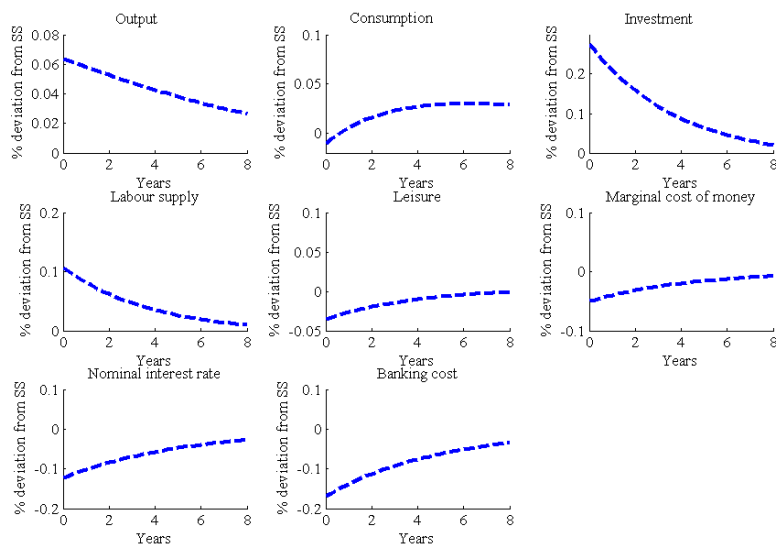 Output
% deviation from SS
0.08
0.06
0.04
0.02
0
0 2 4 6 8
Years
Consumption
% deviation from SS
0.1
0.05
0
0 2 4 6 8
Years
Investment
% deviation from SS
0.2
0.1
0
0 2 4 6 8
Years
Labour supply
% deviation from SS
0.2
0.1
0
0 2 4 6 8
Years
Leisure
% deviation from SS
0.1
0
-0.05
0 2 4 6 8
Years
Marginal cost of money
% deviation from SS
0.1
0
-0.1
0 2 4 6 8
Years
Nominal interest rate
% deviation from SS
0.1
0
-0.1
-0.2
0 2 4 6 8
Years
Banking cost
% deviation from SS
0.1
0
-0.1
-0.2
0 2 4 6 8
Years